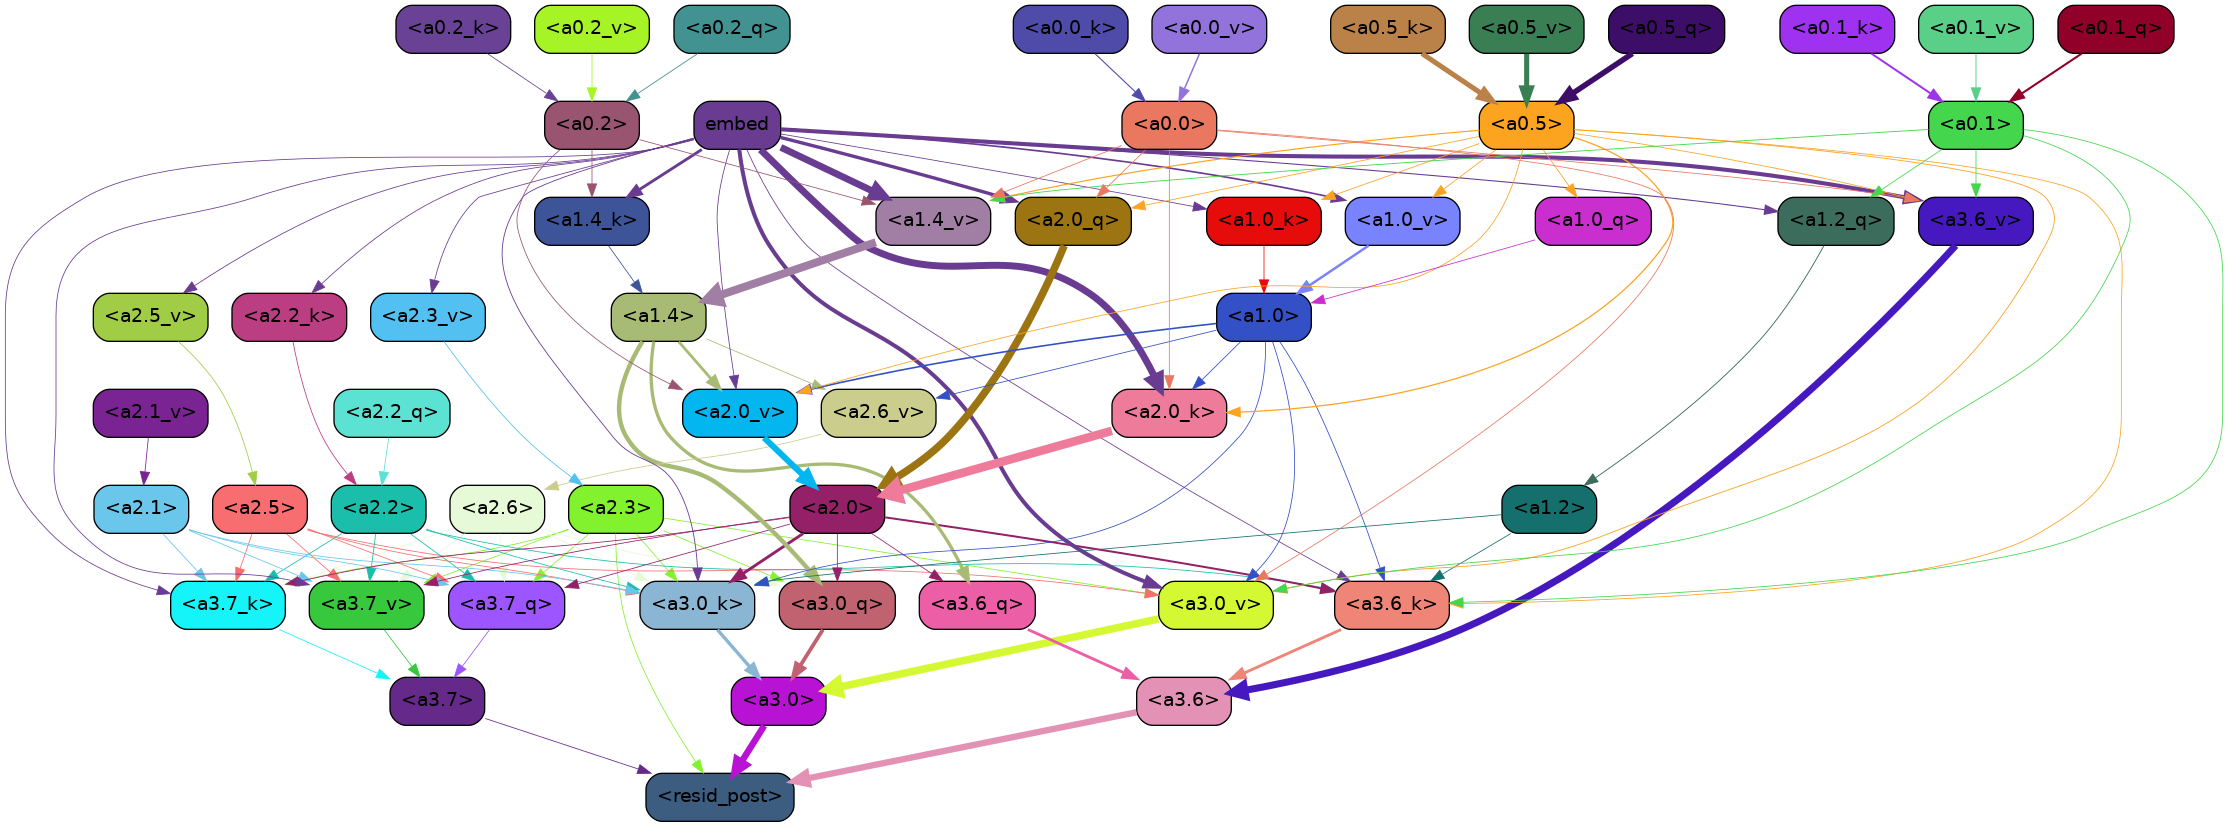 <a0.2_k> <a0.2_v> <a0.2_q> <a0.0_k> <a0.0_v> <a0.5_k> <a0.5_v> <a0.5_q> <a0.1_k> <a0.1_v> <a0.1_q>
<a0.2> embed <a0.0> <a0.5> <a0.1>
<a1.4_k> <a1.4_v> <a2.0_q> <a1.0_k> <a1.0_v> <a1.0_q> <a1.2_q> <a3.6_v>
<a2.5_v> <a2.2_k> <a2.3_v> <a1.4> <a1.0>
<a2.1_v> <a2.2_q> <a2.0_v> <a2.6_v> <a2.0_k>
<a2.1> <a2.5> <a2.2> <a2.6> <a2.3> <a2.0> <a1.2>
<a3.7_k> <a3.7_v> <a3.7_q> <a3.0_k> <a3.0_q> <a3.6_q> <a3.0_v> <a3.6_k>
<a3.7> <a3.0> <a3.6>
<resid_post>